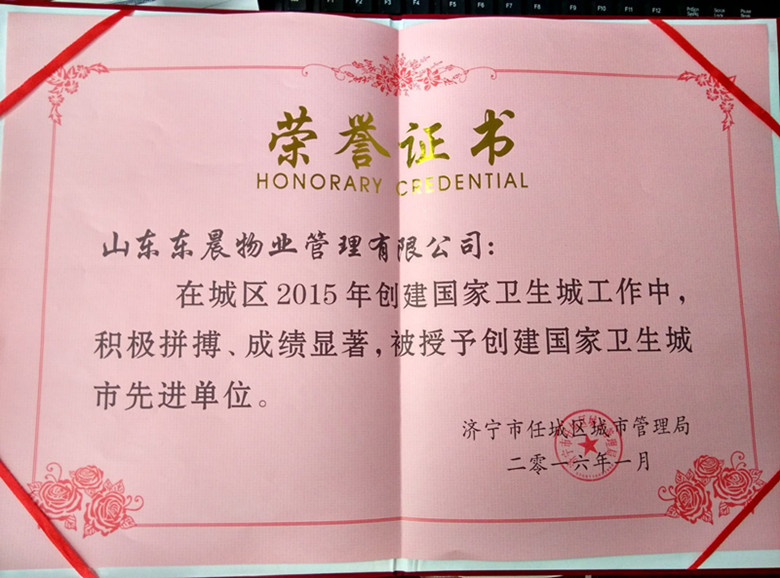 荣誉证书
HONORARY CREDENTIAL
山东东晨物业管理有限公司:
在城区2015年创建国家卫生城工作中,
积极拼搏、成绩显著,被授予创建国家卫生城
市先进单位。
济宁市任城区城市管理局
二零一六年一月